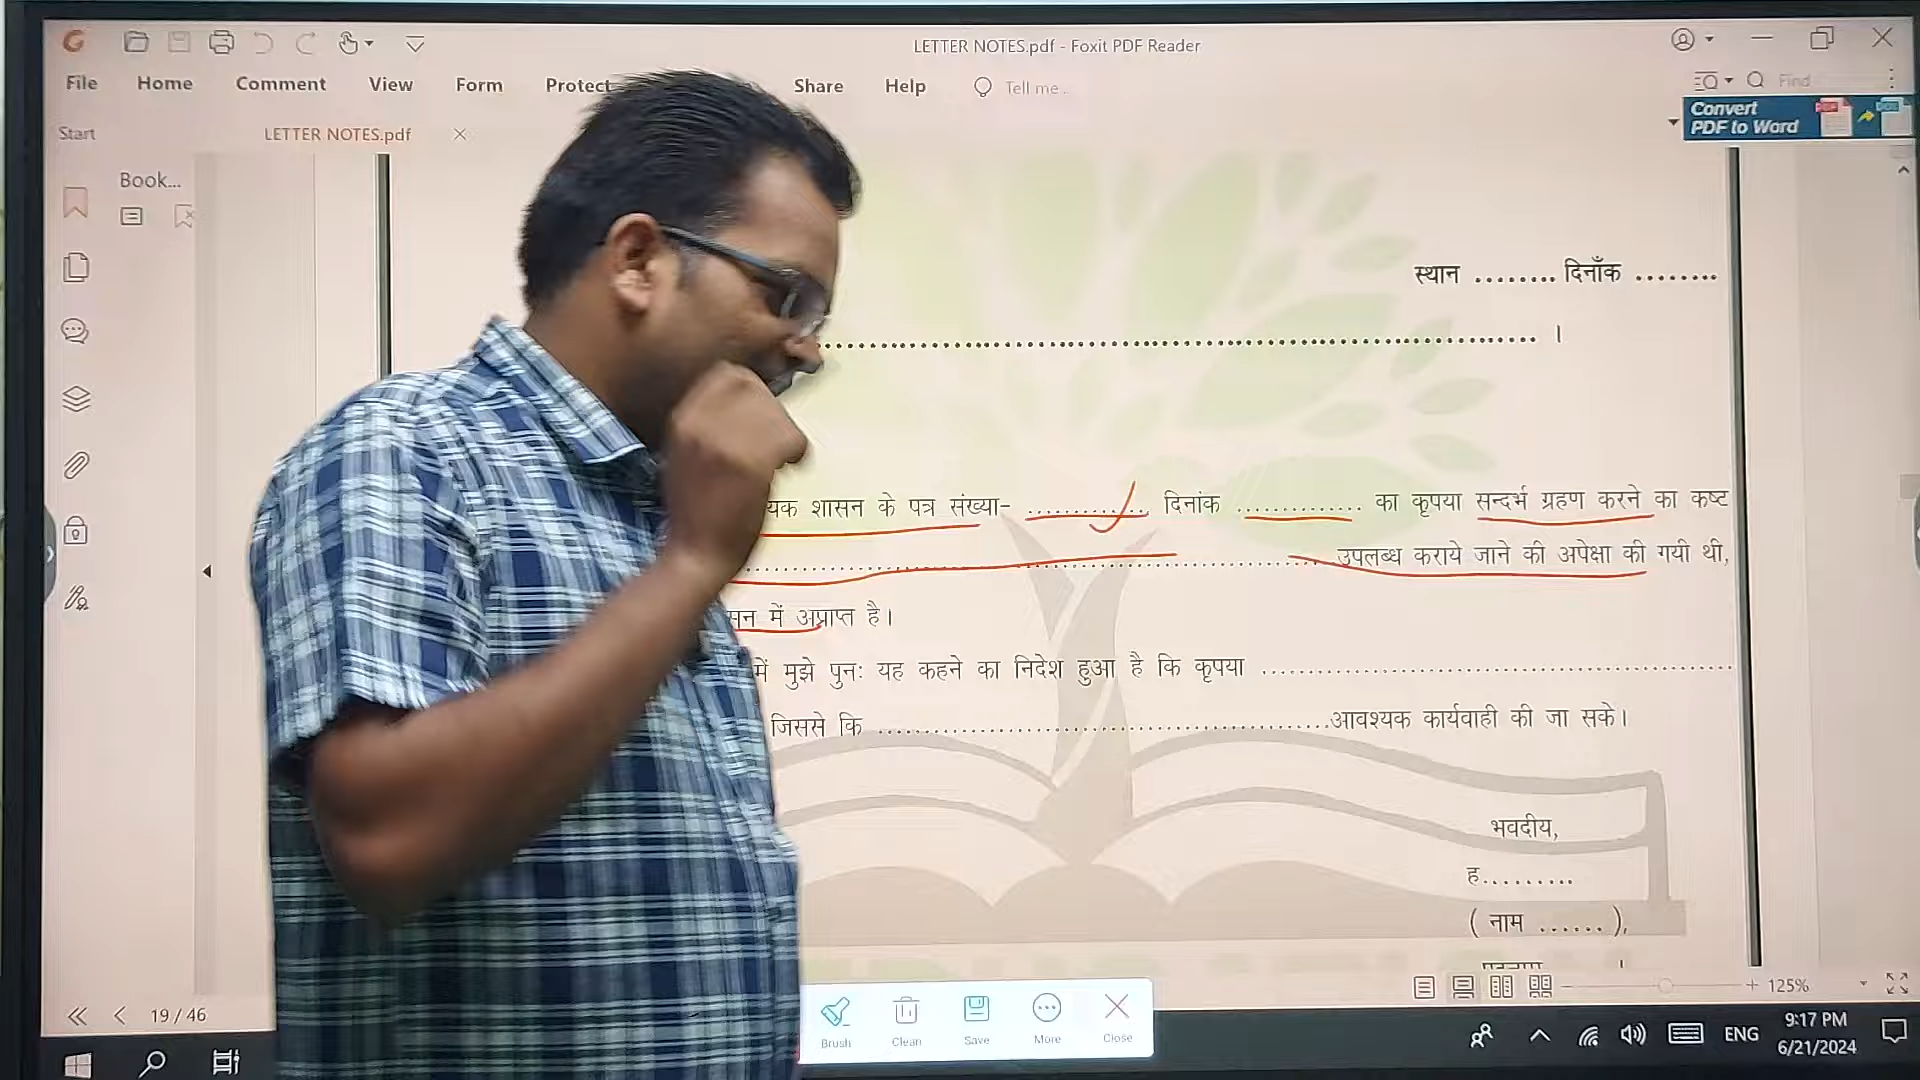 LETTER NOTES.pdf - Foxit PDF Reader
File Home Comment View Form Protect Share Help Tell me..
Find
Convert
PDF to Word
Start LETTER NOTES.pdf
Book...
स्थान ........ दिनाँक ........
।
शासन के पत्र संख्या- ............. दिनांक .............. का कृपया सन्दर्भ ग्रहण करने का कष्ट
उपलब्ध कराये जाने की अपेक्षा की गयी थी,
में अप्राप्त है।
में मुझे पुनः यह कहने का निदेश हुआ है कि कृपया
जिससे कि ..........आवश्यक कार्यवाही की जा सके।
भवदीय,
ह.........
( नाम ...... ),
125%
19 / 46
Brush Clean Save More Close
ENG
9:17 PM
6/21/2024